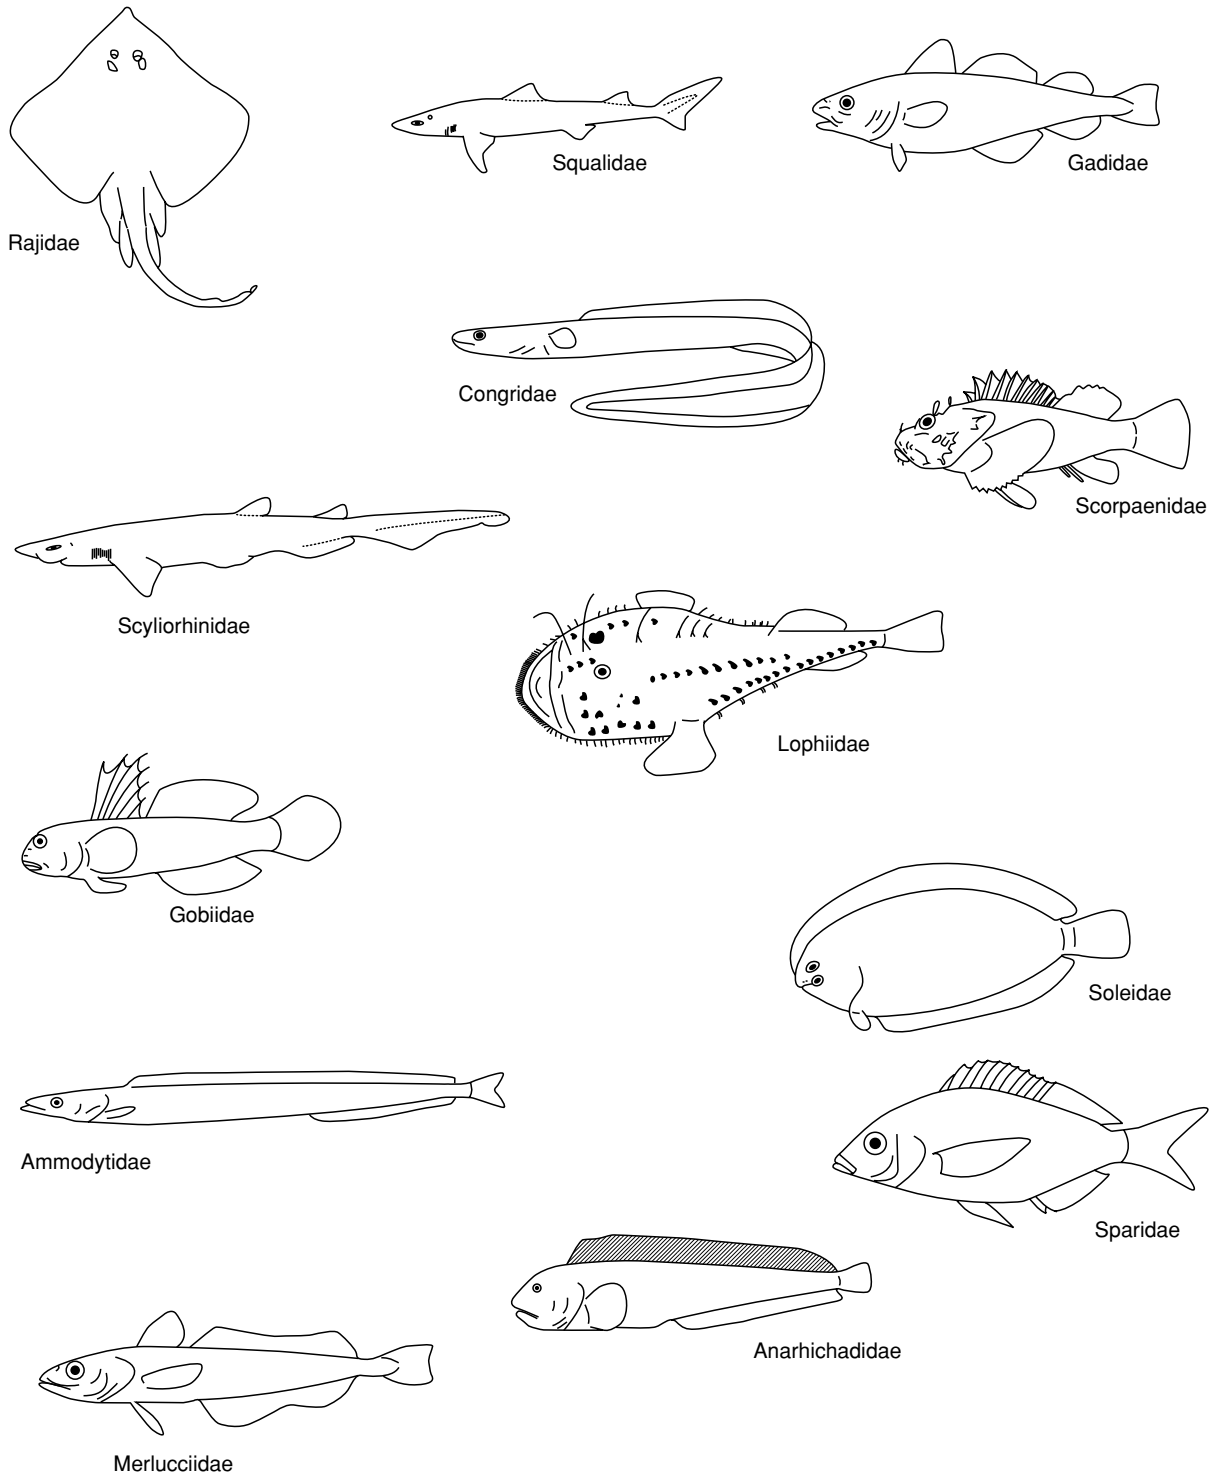 Squalidae
Gadidae
Rajidae
Congridae
Scorpaenidae
Scyliorhinidae
Lophiidae
Gobiidae
Soleidae
Ammodytidae
Sparidae
Anarhichadidae
Merlucciidae